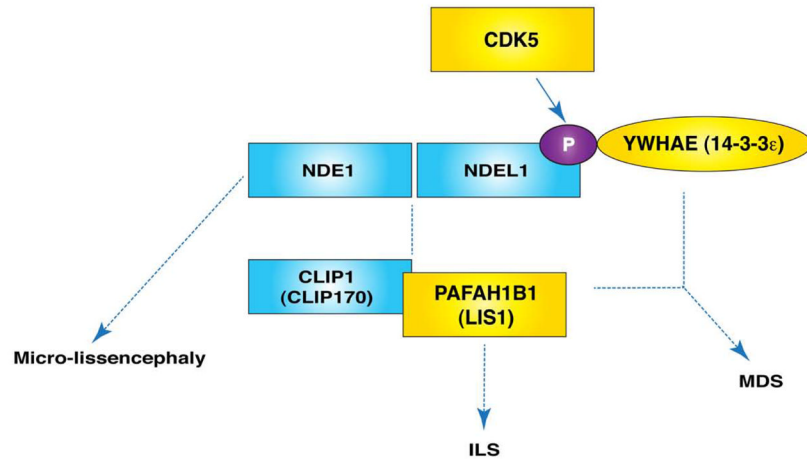 CDK5
P
YWHAE (14-3-3ε)
NDE1
NDEL1
CLIP1
(CLIP170)
PAFAH1B1
(LIS1)
Micro-lissencephaly
MDS
ILS